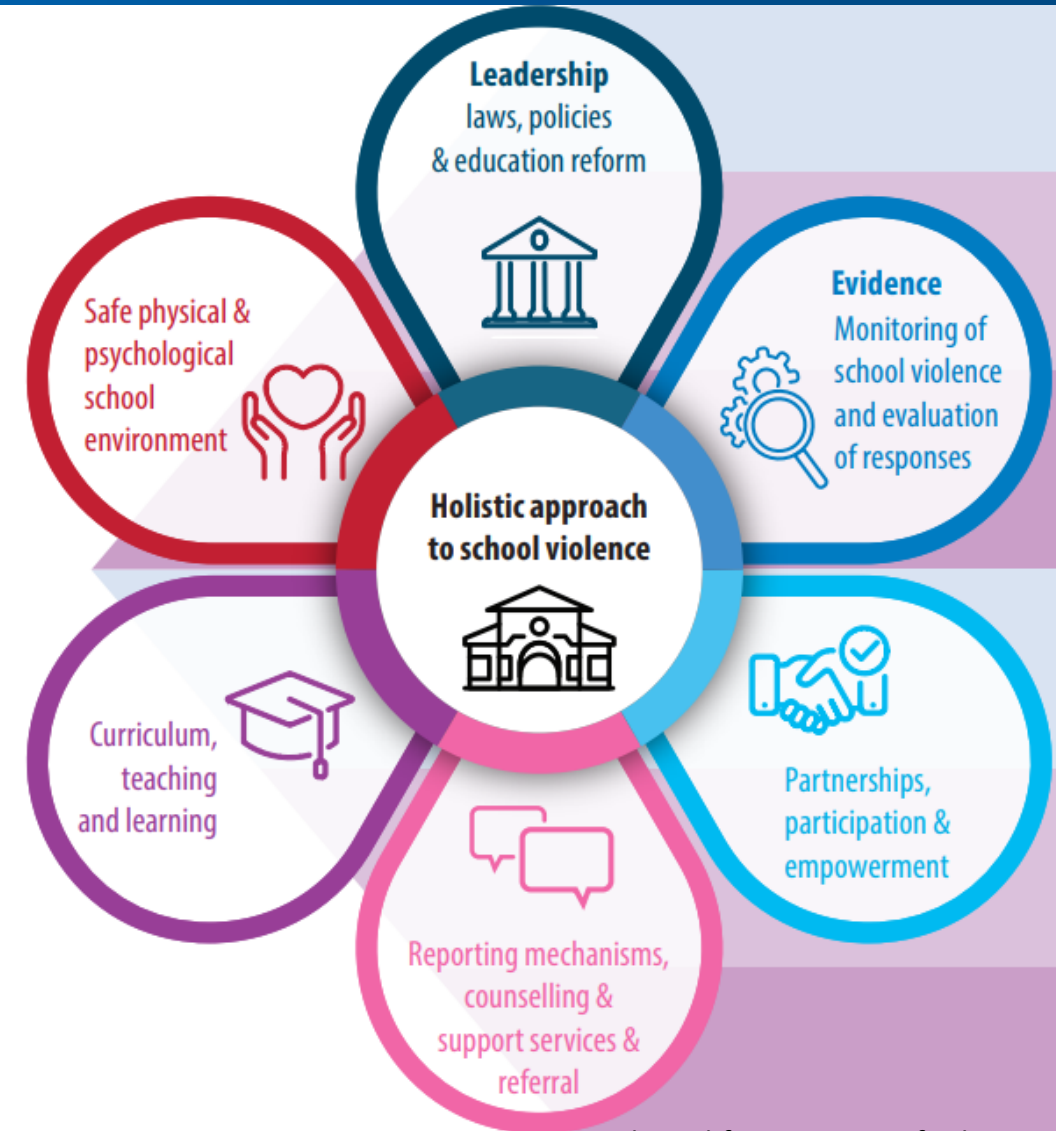 Leadership
laws, policies
& education reform
Evidence
Monitoring of
school violence
and evaluation
of responses
Safe physical &
psychological
school
environment
Holistic approach
to school violence
Partnerships,
participation &
empowerment
Curriculum,
teaching
and learning
Reporting mechanisms,
counselling &
support services &
referral